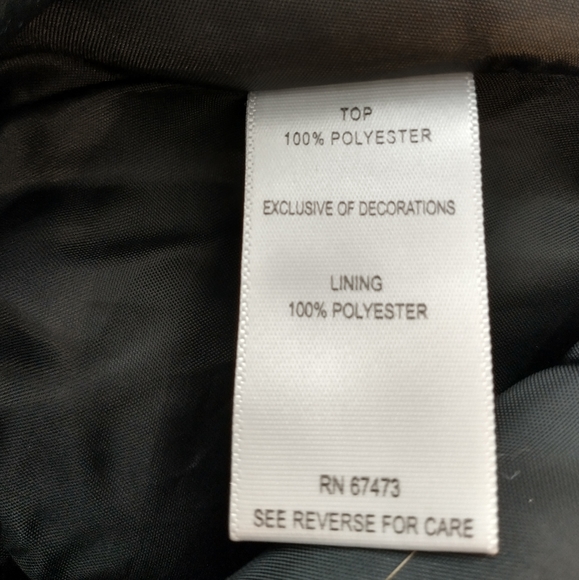 TOP
100% POLYESTER
EXCLUSIVE OF DECORATIONS
LINING
100% POLYESTER
RN 67473
SEE REVERSE FOR CARE